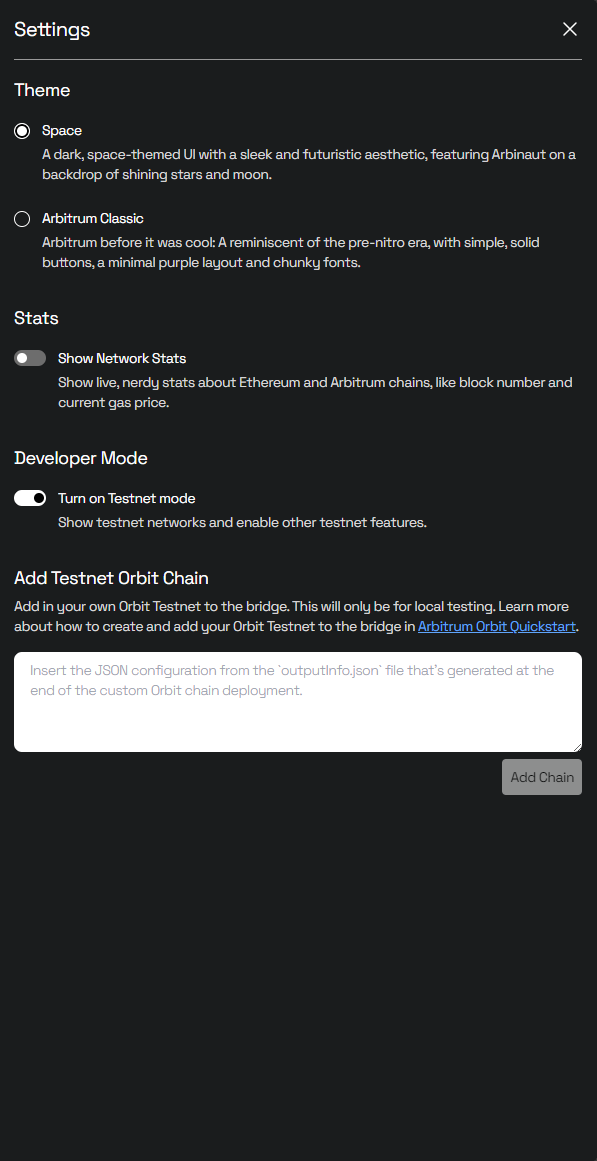 Settings
Theme
Space
A dark, space-themed UI with a sleek and futuristic aesthetic, featuring Arbinaut on a
backdrop of shining stars and moon.
Arbitrum Classic
Arbitrum before it was cool: A reminiscent of the pre-nitro era, with simple, solid
buttons, a minimal purple layout and chunky fonts.
Stats
Show Network Stats
Show live, nerdy stats about Ethereum and Arbitrum chains, like block number and
current gas price.
Developer Mode
Turn on Testnet mode
Show testnet networks and enable other testnet features.
Add Testnet Orbit Chain
Add in your own Orbit Testnet to the bridge. This will only be for local testing. Learn more
about how to create and add your Orbit Testnet to the bridge in Arbitrum Orbit Quickstart.
Insert the JSON configuration from the `outputInfo.json` file that's generated at the
end of the custom Orbit chain deployment.
Add Chain